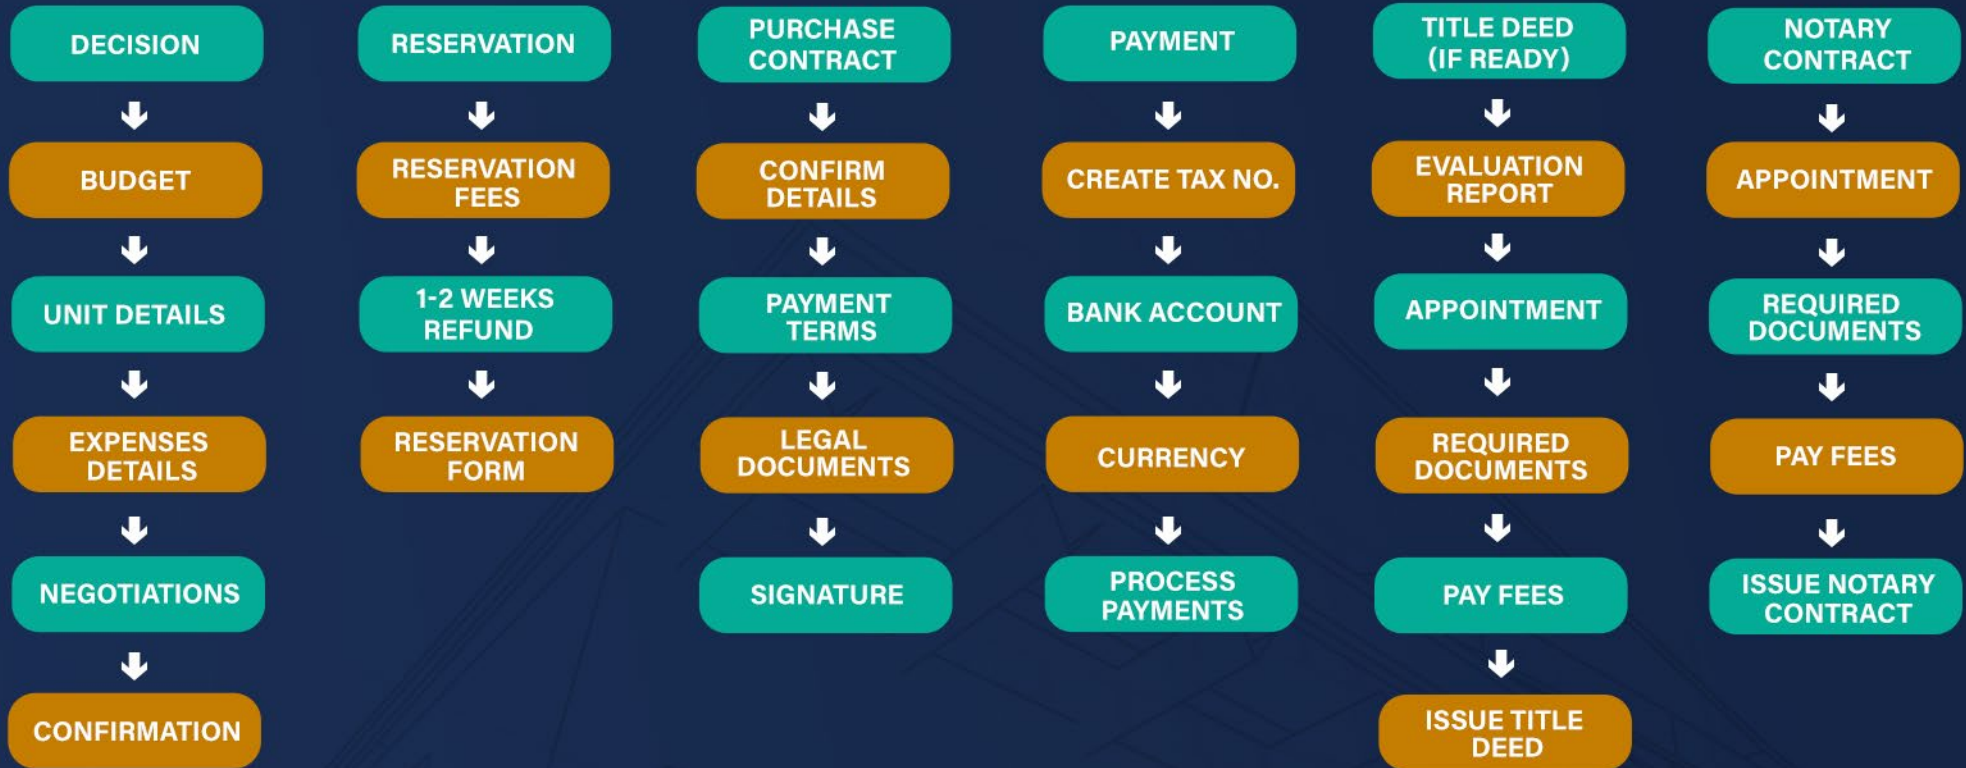 DECISION
BUDGET
UNIT DETAILS
EXPENSES
DETAILS
NEGOTIATIONS
CONFIRMATION
RESERVATION
RESERVATION
FEES
1-2 WEEKS
REFUND
RESERVATION
FORM
PURCHASE
CONTRACT
CONFIRM
DETAILS
PAYMENT
TERMS
LEGAL
DOCUMENTS
SIGNATURE
PAYMENT
CREATE TAX NO.
BANK ACCOUNT
CURRENCY
PROCESS
PAYMENTS
TITLE DEED
(IF READY)
EVALUATION
REPORT
APPOINTMENT
REQUIRED
DOCUMENTS
PAY FEES
ISSUE TITLE
DEED
NOTARY
CONTRACT
APPOINTMENT
REQUIRED
DOCUMENTS
PAY FEES
ISSUE NOTARY
CONTRACT